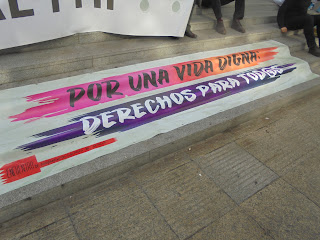 POR UNA VIDA DIGNA.
DERECHOS PARA TODOS